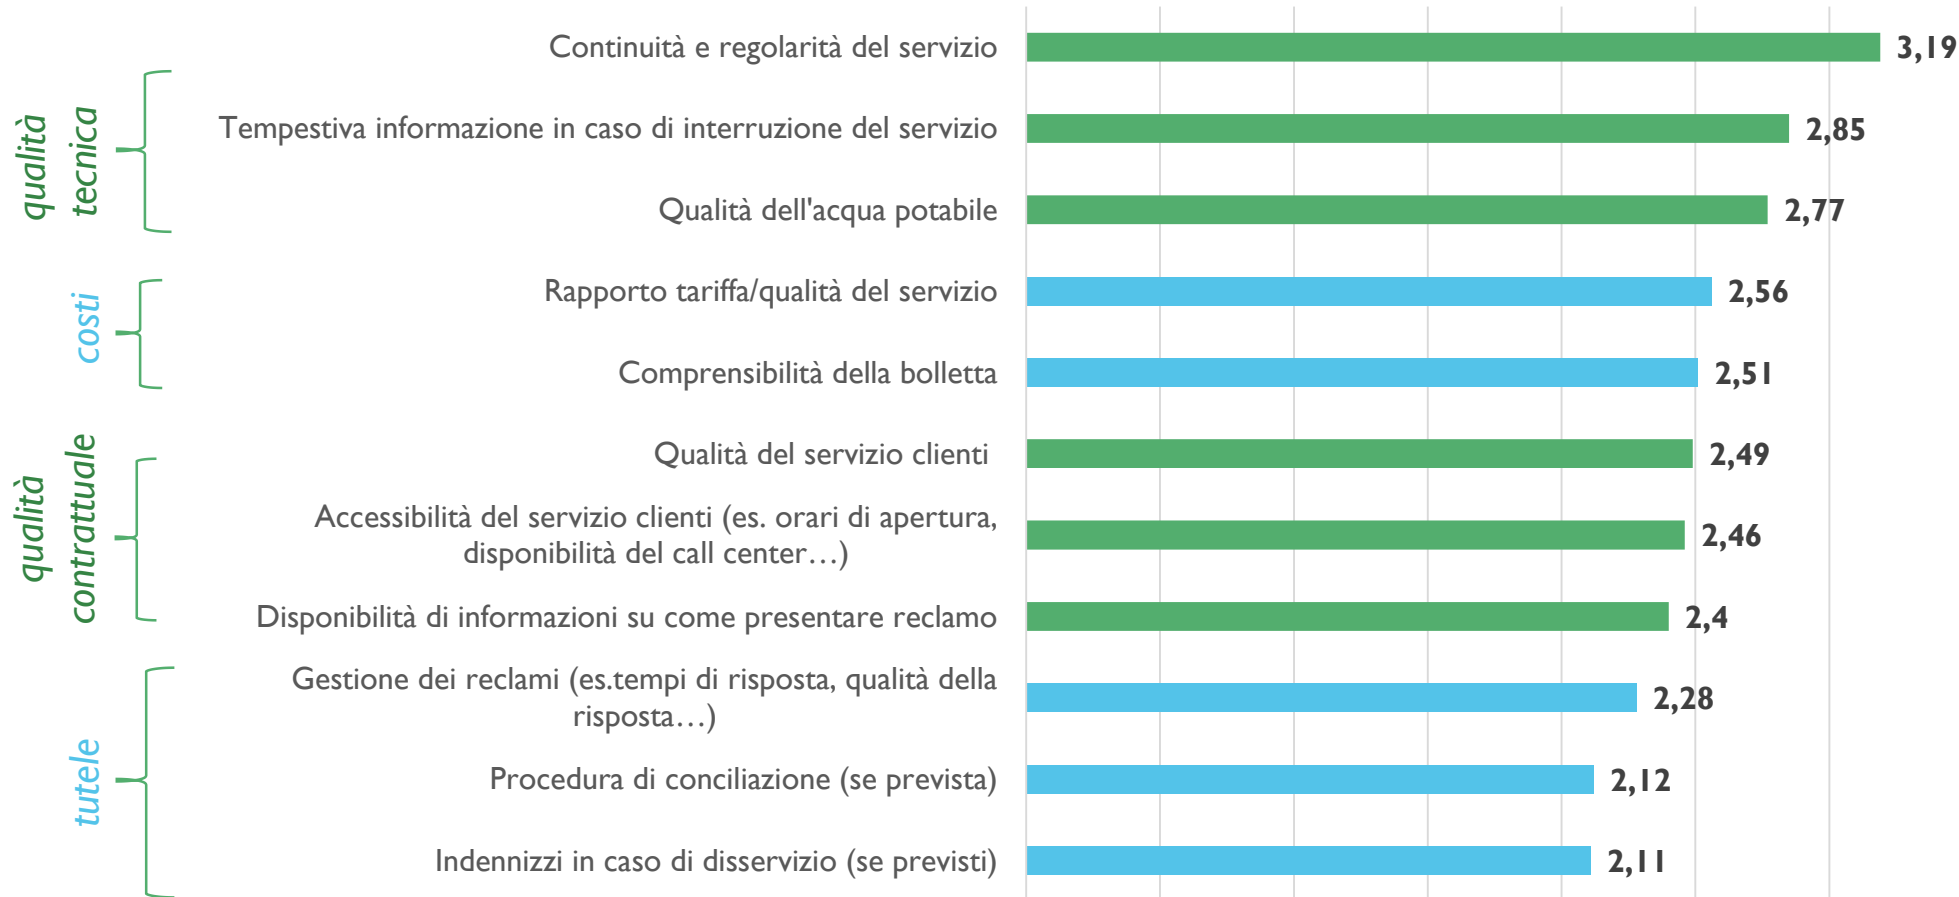 Continuità e regolarità del servizio
3,19
qualità
tecnica
Tempestiva informazione in caso di interruzione del servizio
2,85
Qualità dell'acqua potabile
2,77
costi
Rapporto tariffa/qualità del servizio
2,56
Comprensibilità della bolletta
2,51
qualità
contrattuale
Qualità del servizio clienti
2,49
Accessibilità del servizio clienti (es. orari di apertura,
disponibilità del call center…)
2,46
Disponibilità di informazioni su come presentare reclamo
2,4
tutele
Gestione dei reclami (es.tempi di risposta, qualità della
risposta…)
2,28
Procedura di conciliazione (se prevista)
2,12
Indennizzi in caso di disservizio (se previsti)
2,11